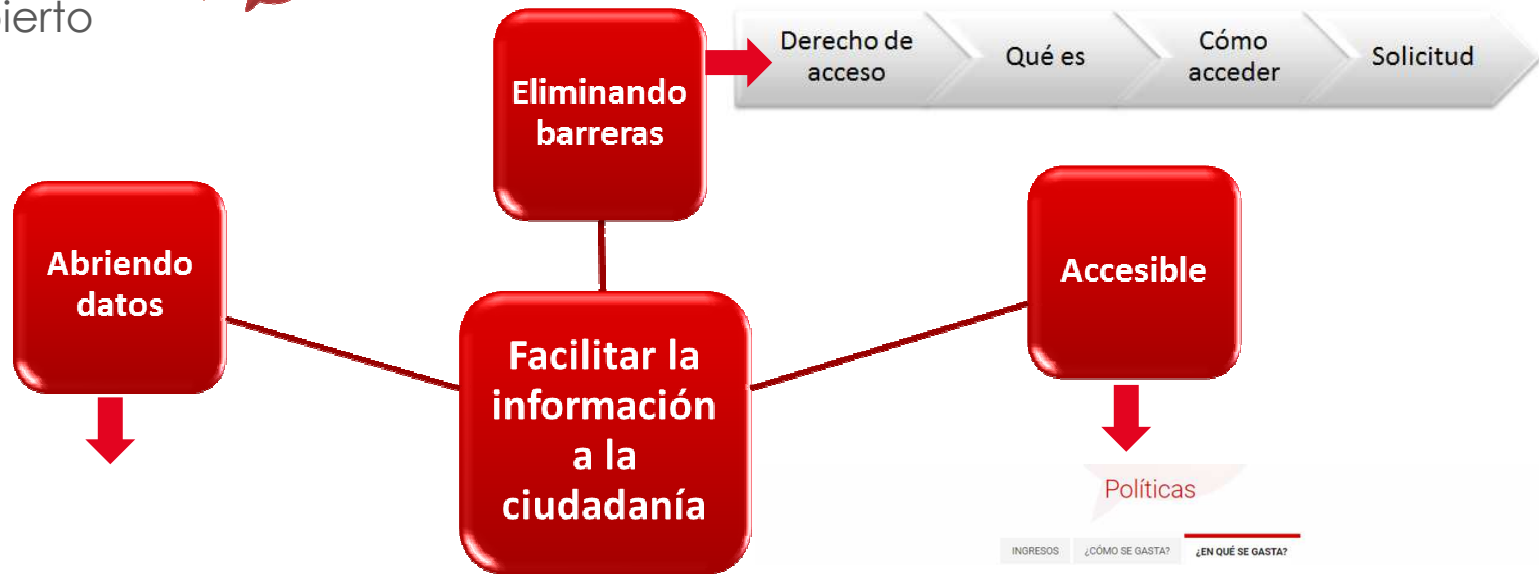 Derecho de
acceso
Qué es
Cómo
acceder
Solicitud
Eliminando
barreras
Abriendo
datos
Accesible
Facilitar la
información
a la
ciudadanía
Políticas
INGRESOS
¿CÓMO SE GASTA?
¿EN QUÉ SE GASTA?